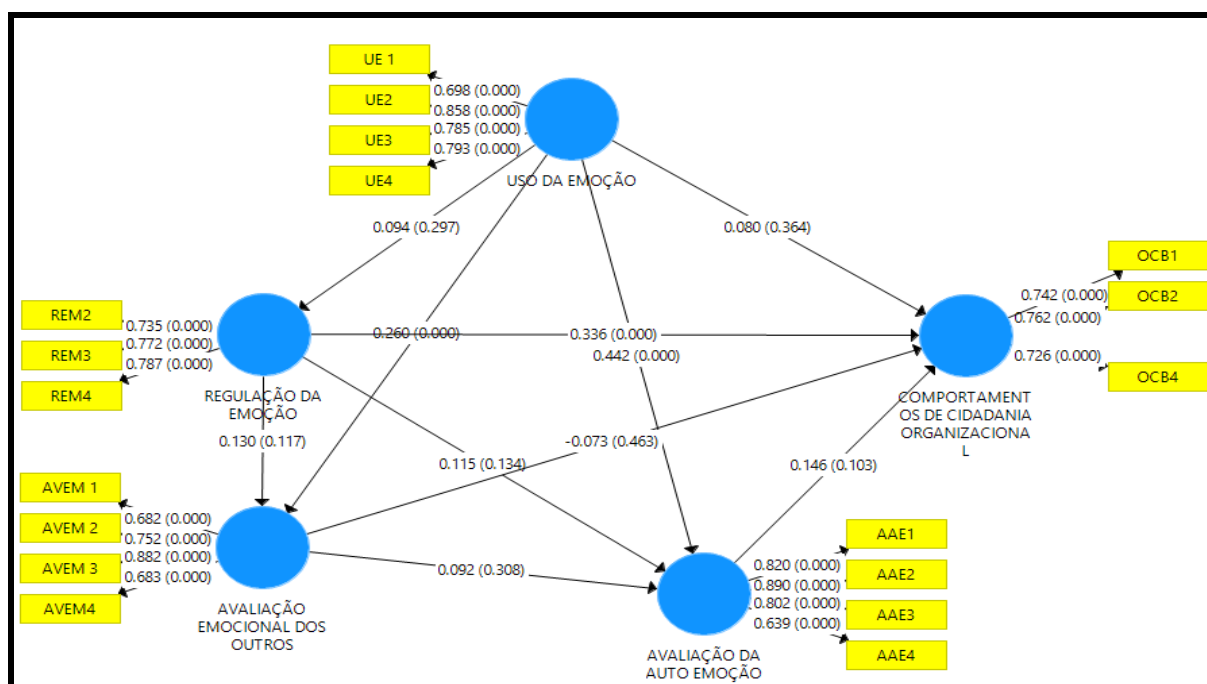 UE 1
UE2
UE3
UE4
0.698 (0.000)
0.858 (0.000)
0.785 (0.000)
0.793 (0.000)
USO DA EMOÇÃO
0.094 (0.297)
0.080 (0.364)
0.260 (0.000)
0.336 (0.000)
0.442 (0.000)
REM2
REM3
REM4
0.735 (0.000)
0.772 (0.000)
0.787 (0.000)
REGULAÇÃO DA
EMOÇÃO
OCB1
OCB2
OCB4
0.742 (0.000)
0.762 (0.000)
0.726 (0.000)
COMPORTAMENT
OS DE CIDADANIA
ORGANIZACIONA
L
0.130 (0.117)
0.115 (0.134)
-0.073 (0.463)
0.146 (0.103)
AVEM 1
AVEM 2
AVEM 3
AVEM4
0.682 (0.000)
0.752 (0.000)
0.882 (0.000)
0.683 (0.000)
AVALIAÇÃO
EMOCIONAL DOS
OUTROS
0.092 (0.308)
AAE1
AAE2
AAE3
AAE4
0.820 (0.000)
0.890 (0.000)
0.802 (0.000)
0.639 (0.000)
AVALIAÇÃO DA
AUTO EMOÇÃO